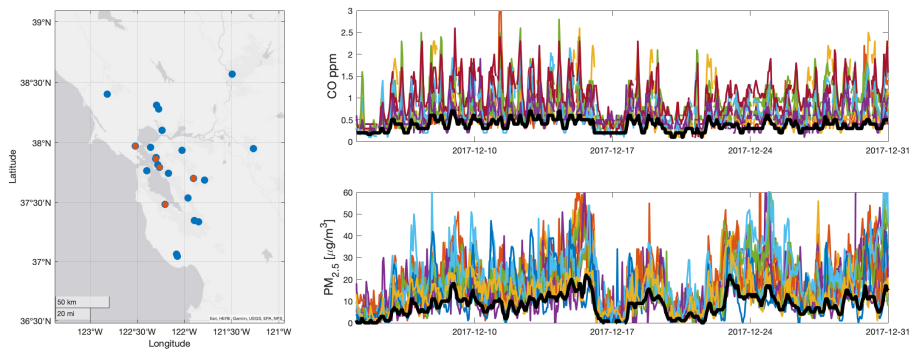 39°N
38°30'N
38°N
37°30'N
37°N
36°30'N
Latitude
50 km
20 mi
Esri, HERE, Garmin, USGS, EPA, NPS
123°W
122°30'W
122°W
121°30'W
121°W
Longitude
3
2.5
2
1.5
1
0.5
0
CO ppm
2017-12-10
2017-12-17
2017-12-24
2017-12-31
60
50
40
30
20
10
0
PM2.5 [μg/m³]
2017-12-10
2017-12-17
2017-12-24
2017-12-31